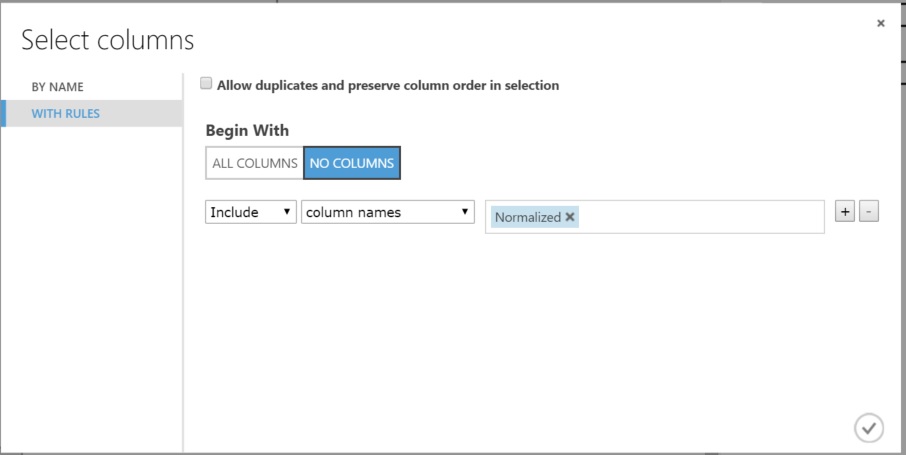 Select columns
BY NAME
WITH RULES
Allow duplicates and preserve column order in selection
Begin With
ALL COLUMNS NO COLUMNS
Include column names Normalized